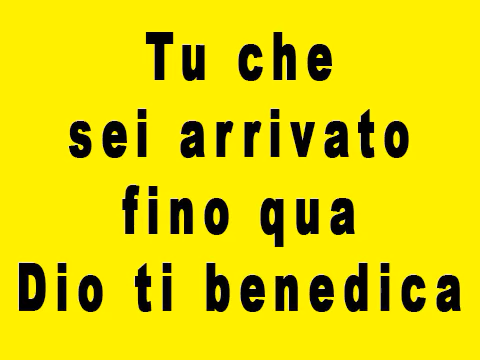 Tu che
sei arrivato
fino qua
Dio ti benedica